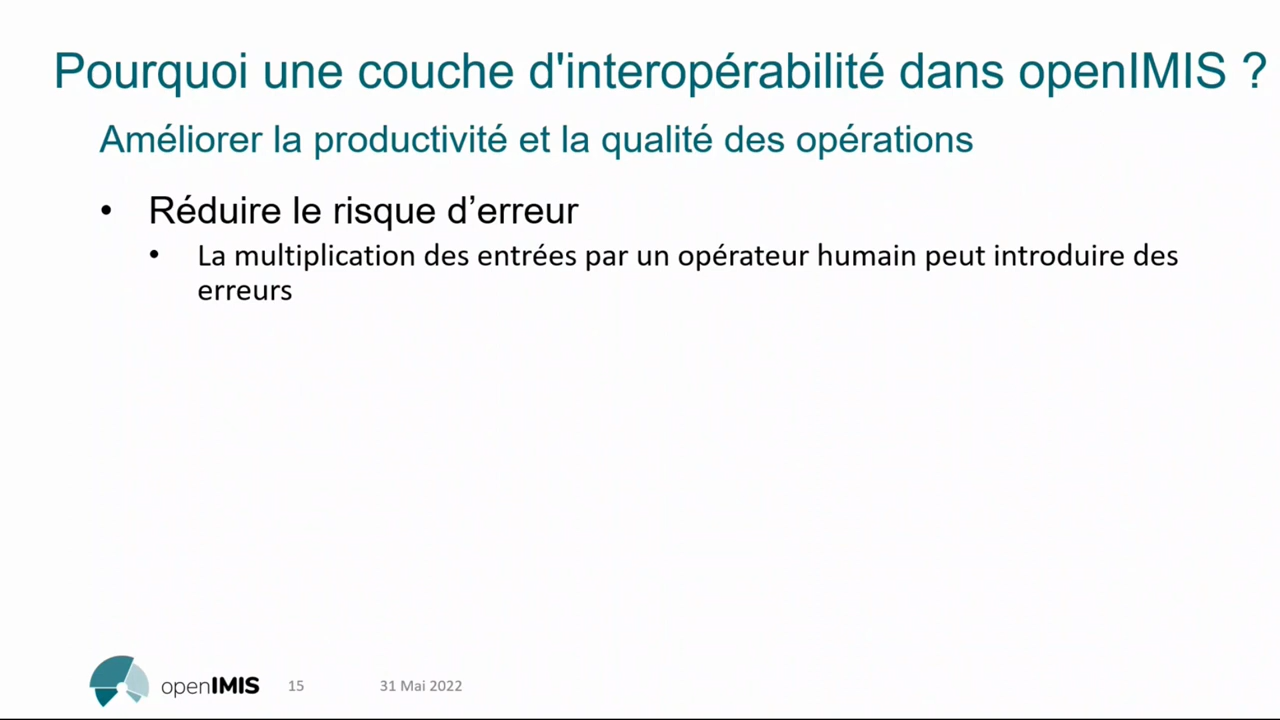 Pourquoi une couche d'interopérabilité dans openIMIS ?
Améliorer la productivité et la qualité des opérations
• Réduire le risque d’erreur
• La multiplication des entrées par un opérateur humain peut introduire des
erreurs
openIMIS 15 31 Mai 2022